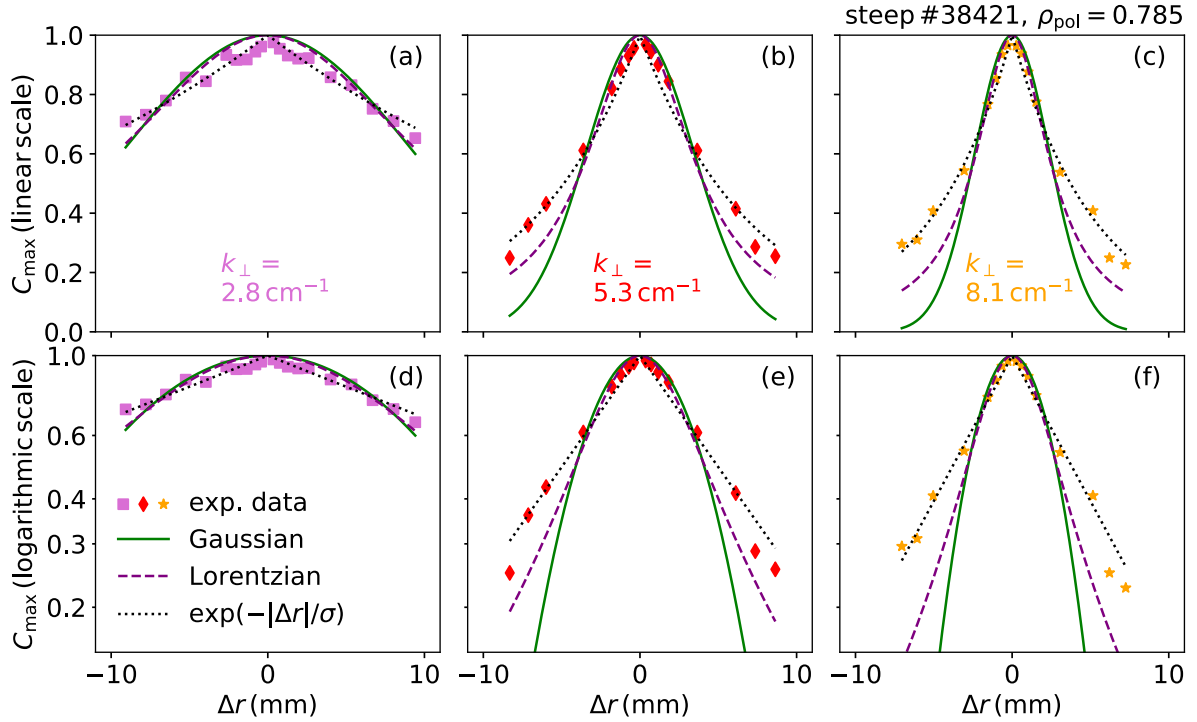 steep #38421, ρpol = 0.785
1.0
0.8
0.6
0.4
0.2
0.0
Cmax (linear scale)
(a)
k⊥ =
2.8 cm⁻¹
(b)
k⊥ =
5.3 cm⁻¹
(c)
k⊥ =
8.1 cm⁻¹
1.0
0.6
0.4
0.3
0.2
Cmax (logarithmic scale)
(d)
exp. data
Gaussian
Lorentzian
exp(−|Δr|/σ)
(e)
(f)
−10 0 10
−10 0 10
−10 0 10
Δr (mm)
Δr (mm)
Δr (mm)